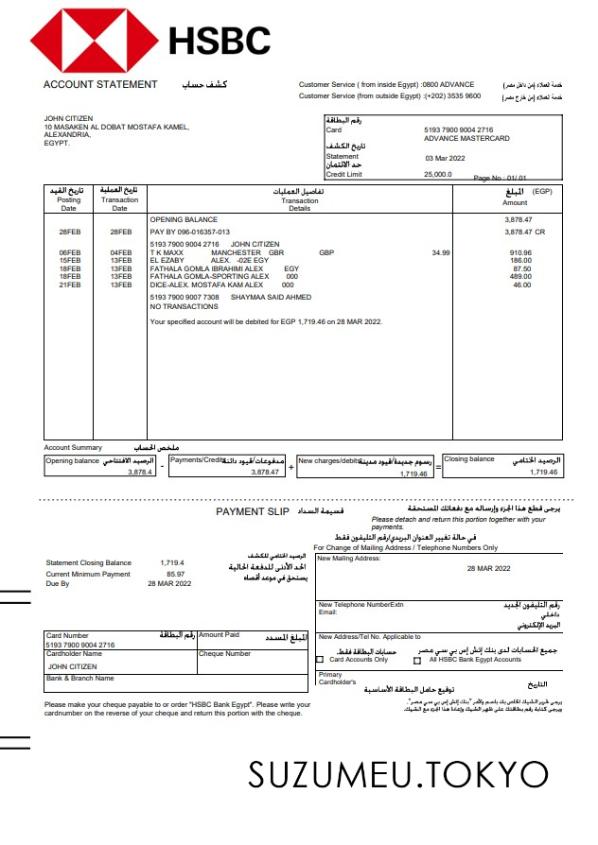 HSBC
ACCOUNT STATEMENT كشف حساب
Customer Service ( from inside Egypt) :0800 ADVANCE خدمة لعملاء (من داخل مصر)
Customer Service (from outside Egypt) :(+202) 3535 9600 خدمة لعملاء (من خارج مصر)
JOHN CITIZEN
10 MASAKEN AL DOBAT MOSTAFA KAMEL,
ALEXANDRIA,
EGYPT.
رقم البطاقة
Card 5193 7900 9004 2716
ADVANCE MASTERCARD
تاريخ الكشف
Statement 03 Mar 2022
حد الائتمان
Credit Limit 25,000.0
Page No : 01/ 01
تاريخ القيد تاريخ العملية تفاصيل العمليات المبلغ (EGP)
Posting Date Transaction Date Transaction Details Amount
OPENING BALANCE 3,878.47
28FEB 28FEB PAY BY 096-016357-013 3,878.47 CR
5193 7900 9004 2716 JOHN CITIZEN
06FEB 04FEB T K MAXX MANCHESTER GBR GBP 34.99 910.96
15FEB 13FEB EL EZABY ALEX. -02E EGY 186.00
18FEB 13FEB FATHALA GOMLA IBRAHIMI ALEX EGY 87.50
18FEB 13FEB FATHALA GOMLA-SPORTING ALEX 000 489.00
21FEB 13FEB DICE-ALEX. MOSTAFA KAM ALEX 000 46.00
5193 7900 9007 7308 SHAYMAA SAID AHMED
NO TRANSACTIONS
Your specified account will be debited for EGP 1,719.46 on 28 MAR 2022.
Account Summary ملخص الحساب
Opening balance الرصيد الافتتاحي Payments/Credits مدفوعات/قيود دائنة New charges/debits رسوم جديدة/قيود مدينة Closing balance الرصيد الختامي
3,878.4 - 3,878.47 + 1,719.46 = 1,719.46
PAYMENT SLIP قسيمة السداد
يرجى قطع هذا الجزء وإرساله مع دفعاتك المستحقة
Please detach and return this portion together with your
payments.
في حالة تغيير العنوان البريدي/رقم التليفون فقط
For Change of Mailing Address / Telephone Numbers Only
Statement Closing Balance 1,719.4 الرصيد الختامي للكشف
Current Minimum Payment 85.97 الحد الأدنى للدفعة الحالية
Due By 28 MAR 2022 يستحق في موعد أقصاه
New Mailing Address:
28 MAR 2022
New Telephone NumberExtn رقم التليفون الجديد
داخلي
Email: البريد الإلكتروني
New Address/Tel No. Applicable to
حسابات البطاقة فقط. جميع الحسابات لدى بنك إتش إس بي سي مصر
Card Accounts Only All HSBC Bank Egypt Accounts
Primary
Cardholder's توقيع حامل البطاقة الأساسية التاريخ
Card Number رقم البطاقة Amount Paid المبلغ المسدد
5193 7900 9004 2716
Cardholder Name Cheque Number
JOHN CITIZEN
Bank & Branch Name
Please make your cheque payable to or order "HSBC Bank Egypt". Please write your
cardnumber on the reverse of your cheque and return this portion with the cheque.
SUZUMEU.TOKYO